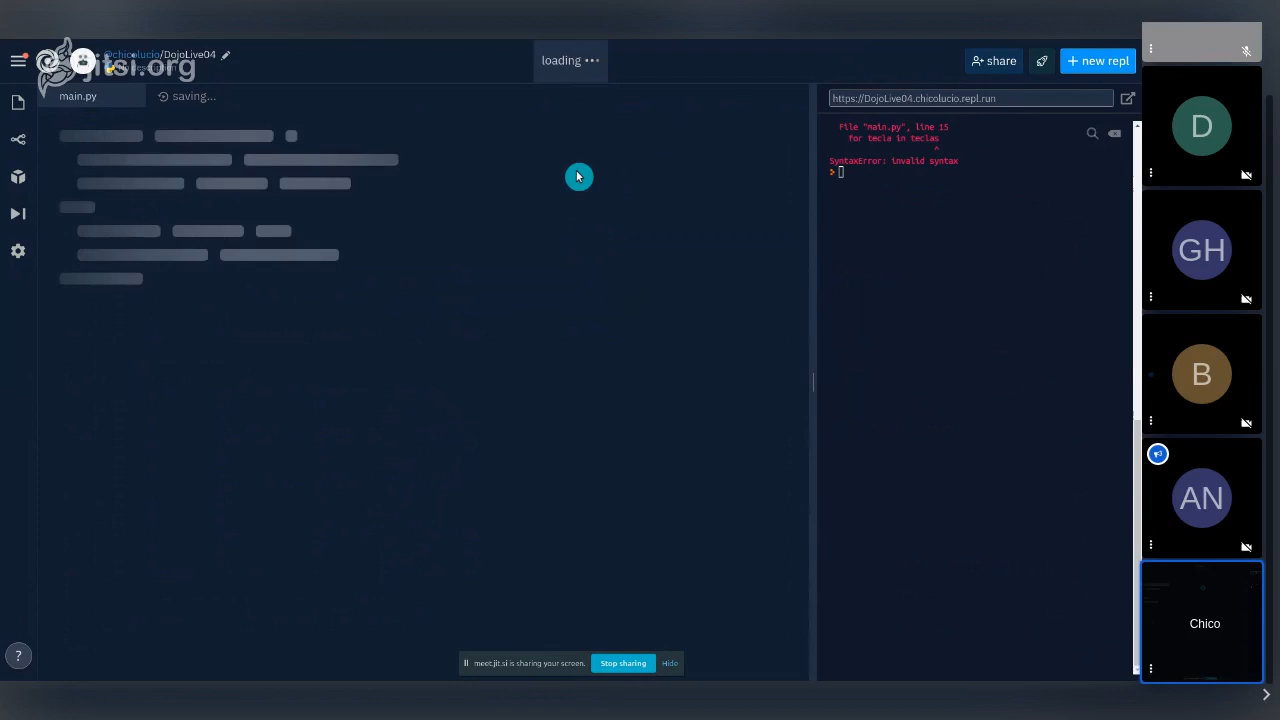 @chicolucio/DojoLive04
No description
jitsi.org
loading •••
share
+ new repl
main.py
saving...
https://DojoLive04.chicolucio.repl.run
File "main.py", line 15
for tecla in teclas
^
SyntaxError: invalid syntax
>
D
GH
B
AN
Chico
?
meet.jit.si is sharing your screen.
Stop sharing
Hide